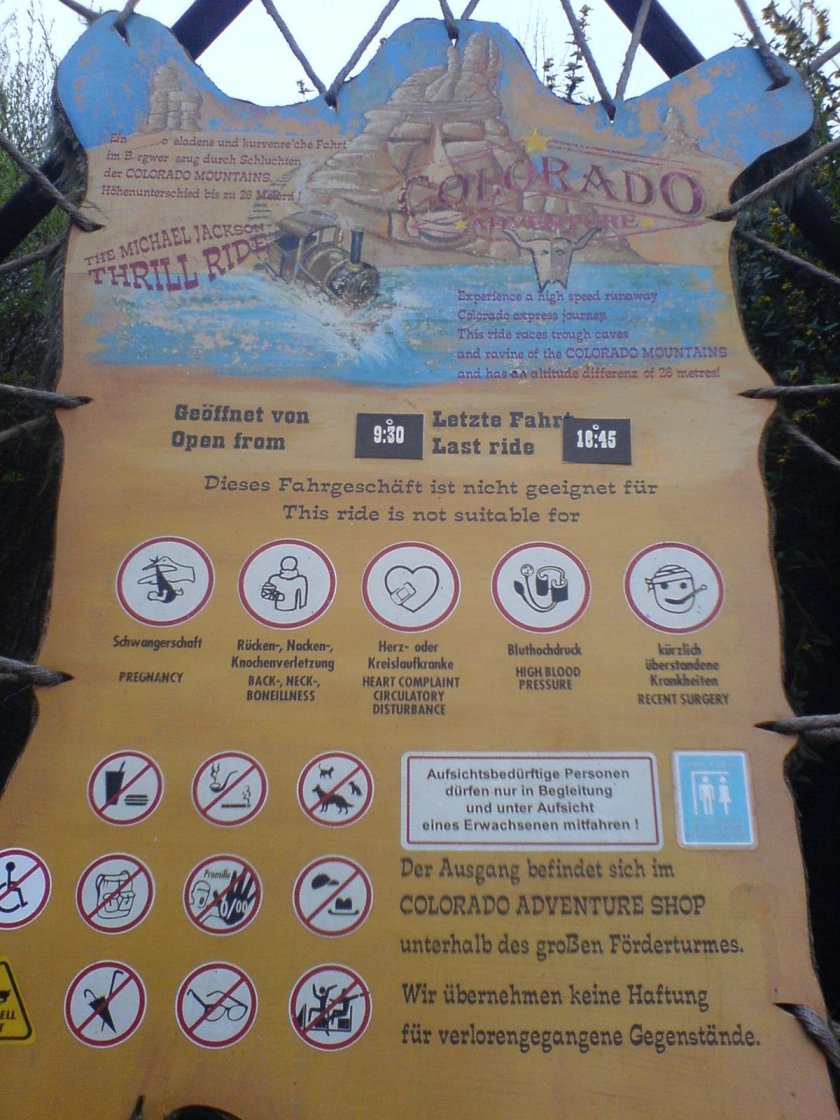 Ein eladene und kurvenre che Fahrt
im B rgwer szug durch Schluchten
der COLORADO MOUNTAINS.
Höhenunterschied bis zu 26 Metern !
COLORADO
ADVENTURE
THE MICHAEL JACKSON
THRILL RIDE
Experience a high speed runaway
Colorado express journey.
This ride races trough caves
and ravine of the COLORADO MOUNTAINS
and has an altitude differenz of 26 metres!
Geöffnet von
Open from
9:30
Letzte Fahrt
Last ride
18:45
Dieses Fahrgeschäft ist nicht geeignet für
This ride is not suitable for
Schwangerschaft
PREGNANCY
Rücken-, Nacken-,
Knochenverletzung
BACK-, NECK-,
BONEILLNESS
Herz- oder
Kreislaufkranke
HEART COMPLAINT
CIRCULATORY
DISTURBANCE
Bluthochdruck
HIGH BLOOD
PRESSURE
kürzlich
überstandene
Krankheiten
RECENT SURGERY
Aufsichtsbedürftige Personen
dürfen nur in Begleitung
und unter Aufsicht
eines Erwachsenen mitfahren !
Promille
0/00
Der Ausgang befindet sich im
COLORADO ADVENTURE SHOP
unterhalb des großen Förderturmes.
Wir übernehmen keine Haftung
für verlorengegangene Gegenstände.
ELL
T